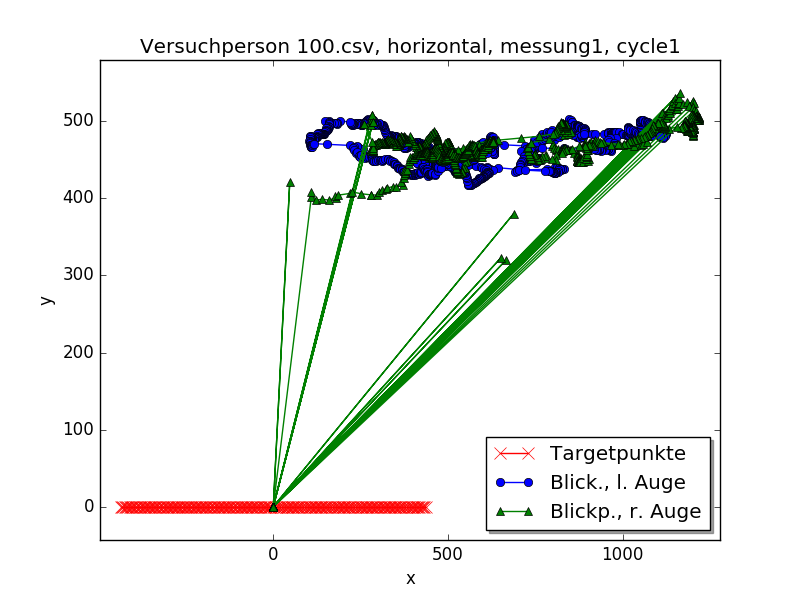 Versuchperson 100.csv, horizontal, messung1, cycle1
y
500
400
300
200
100
0
0 500 1000
x
Targetpunkte
Blick., l. Auge
Blickp., r. Auge